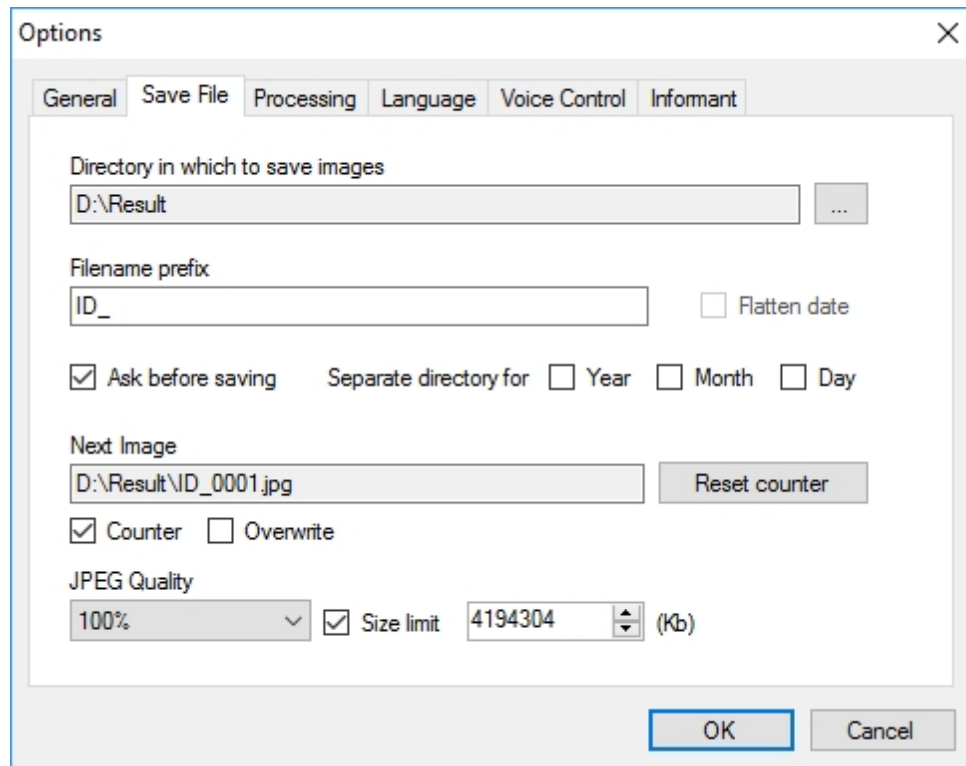 Options
General Save File Processing Language Voice Control Informant
Directory in which to save images
D:\Result ...
Filename prefix
ID_ Flatten date
Ask before saving Separate directory for Year Month Day
Next Image
D:\Result\ID_0001.jpg Reset counter
Counter Overwrite
JPEG Quality
100% Size limit 4194304 (Kb)
OK Cancel